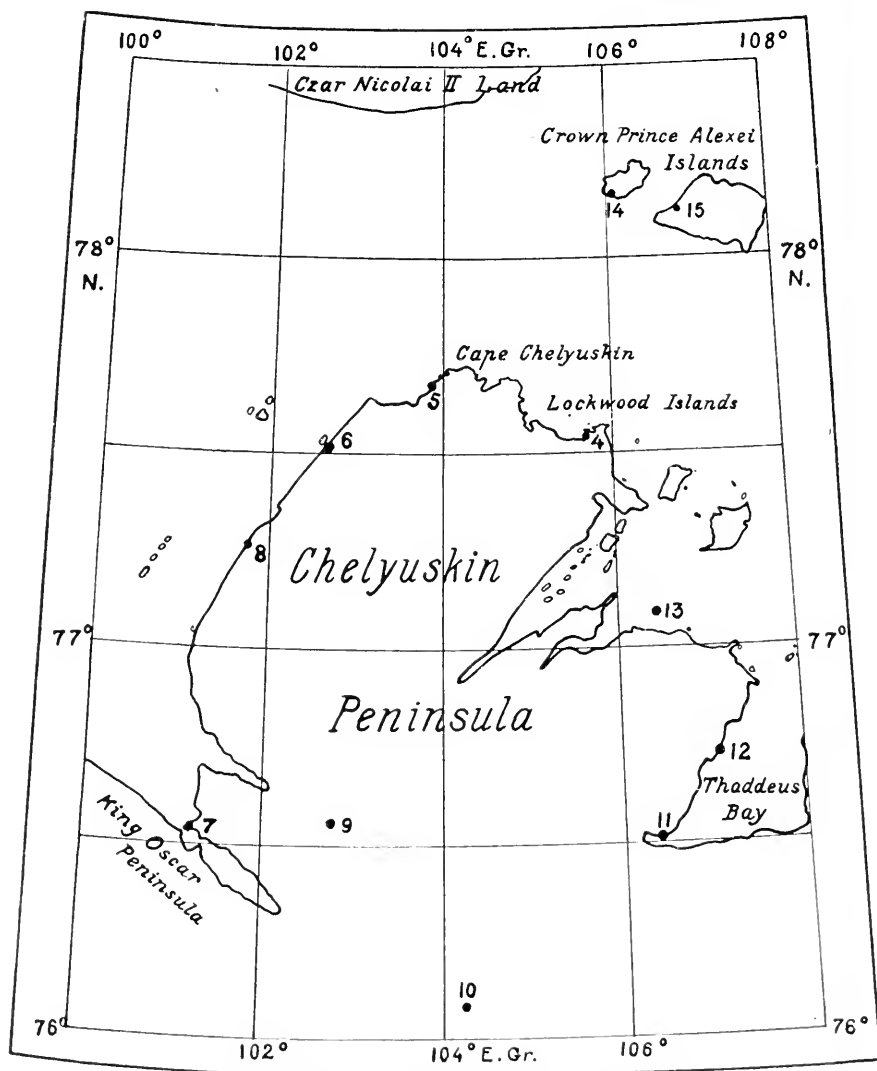 100° 102° 104° E.Gr. 106° 108°
Czar Nicolai II Land
Crown Prince Alexei
Islands
14
15
78° 78°
N. N.
Cape Chelyuskin
5
Lockwood Islands
4
6
8
Chelyuskin
13
77° 77°
Peninsula
12
Thaddeus
Bay
King Oscar
Peninsula
7
9
11
10
76° 76°
102° 104° E.Gr. 106°